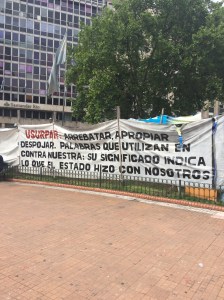 USURPAR: ARREBATAR, APROPIAR
DESPOJAR. PALABRAS QUE UTILIZAN EN
CONTRA NUESTRA: SU SIGNIFICADO INDICA
LO QUE EL ESTADO HIZO CON NOSOTROS